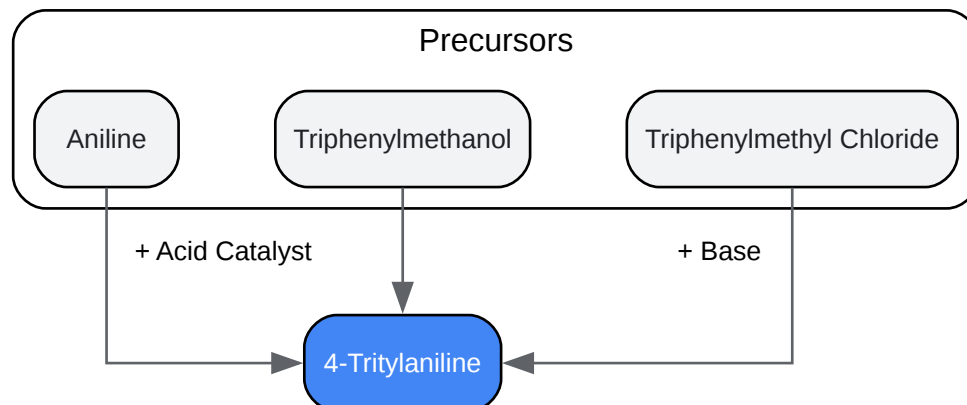 Precursors
Aniline
Triphenylmethanol
Triphenylmethyl Chloride
+ Acid Catalyst
+ Base
4-Tritylaniline